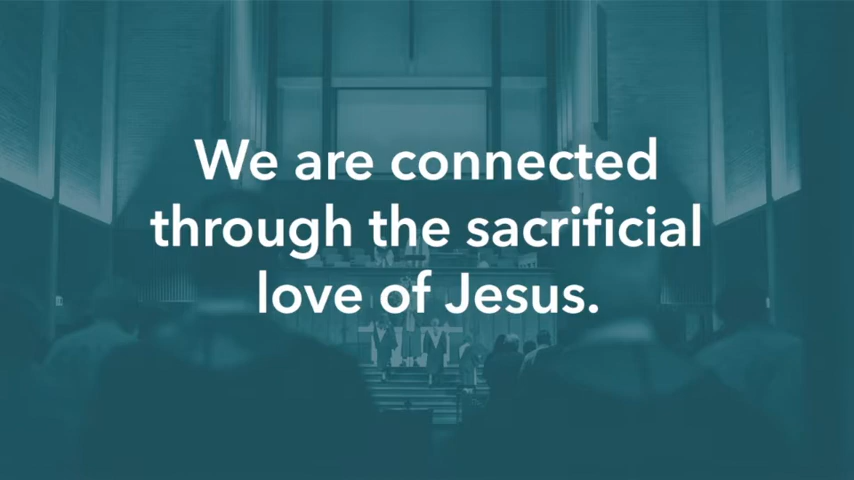 We are connected
through the sacrificial
love of Jesus.